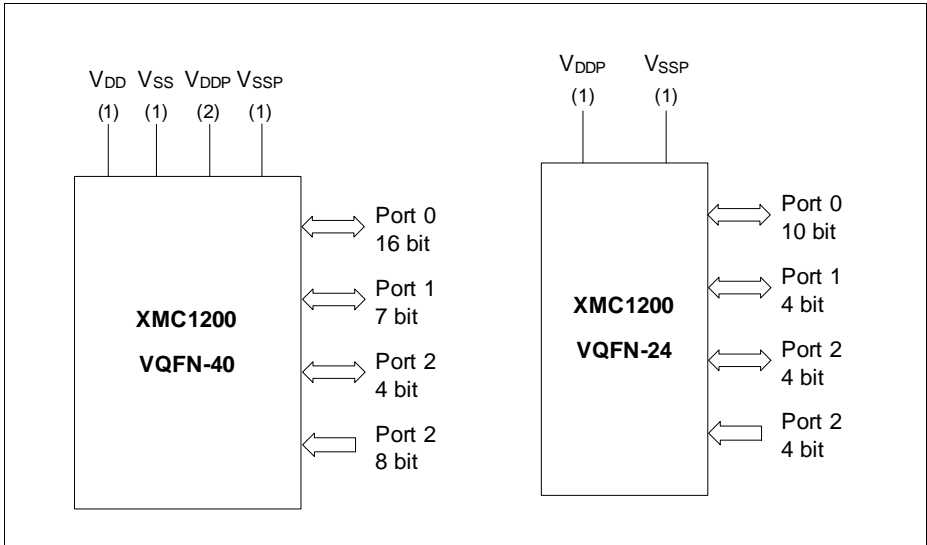 VDD VSS VDDP VSSP
(1) (1) (2) (1)
Port 0
16 bit
Port 1
7 bit
XMC1200
VQFN-40
Port 2
4 bit
Port 2
8 bit
VDDP VSSP
(1) (1)
Port 0
10 bit
Port 1
4 bit
XMC1200
VQFN-24
Port 2
4 bit
Port 2
4 bit